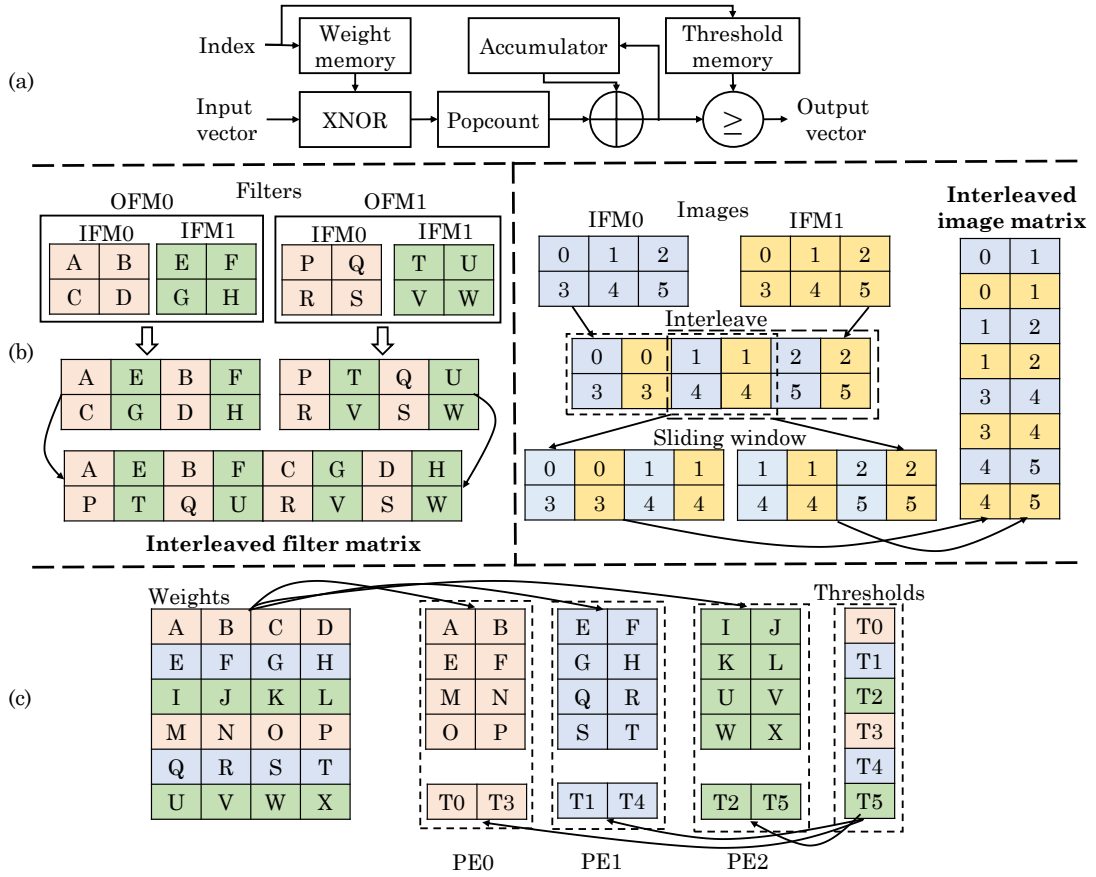 (a)
Index
Weight memory
Accumulator
Threshold memory
Input vector
XNOR
Popcount
≥
Output vector
(b)
Filters
OFM0
OFM1
IFM0 IFM1
IFM0 IFM1
A B E F
C D G H
P Q T U
R S V W
A E B F
C G D H
P T Q U
R V S W
A E B F C G D H
P T Q U R V S W
Interleaved filter matrix
Images
IFM0
IFM1
0 1 2
3 4 5
0 1 2
3 4 5
Interleave
0 0 1 1 2 2
3 3 4 4 5 5
Sliding window
0 0 1 1
3 3 4 4
1 1 2 2
4 4 5 5
Interleaved
image matrix
0 1
0 1
1 2
1 2
3 4
3 4
4 5
4 5
(c)
Weights
A B C D
E F G H
I J K L
M N O P
Q R S T
U V W X
A B
E F
M N
O P
T0 T3
PE0
E F
G H
Q R
S T
T1 T4
PE1
I J
K L
U V
W X
T2 T5
PE2
Thresholds
T0
T1
T2
T3
T4
T5